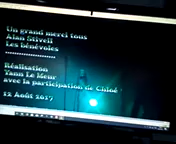 Un grand merci tous
Alan Stivell
Les bénévoles
********************
Réalisation
Yann Le Meur
avec la participation de Chloé
12 Août 2017